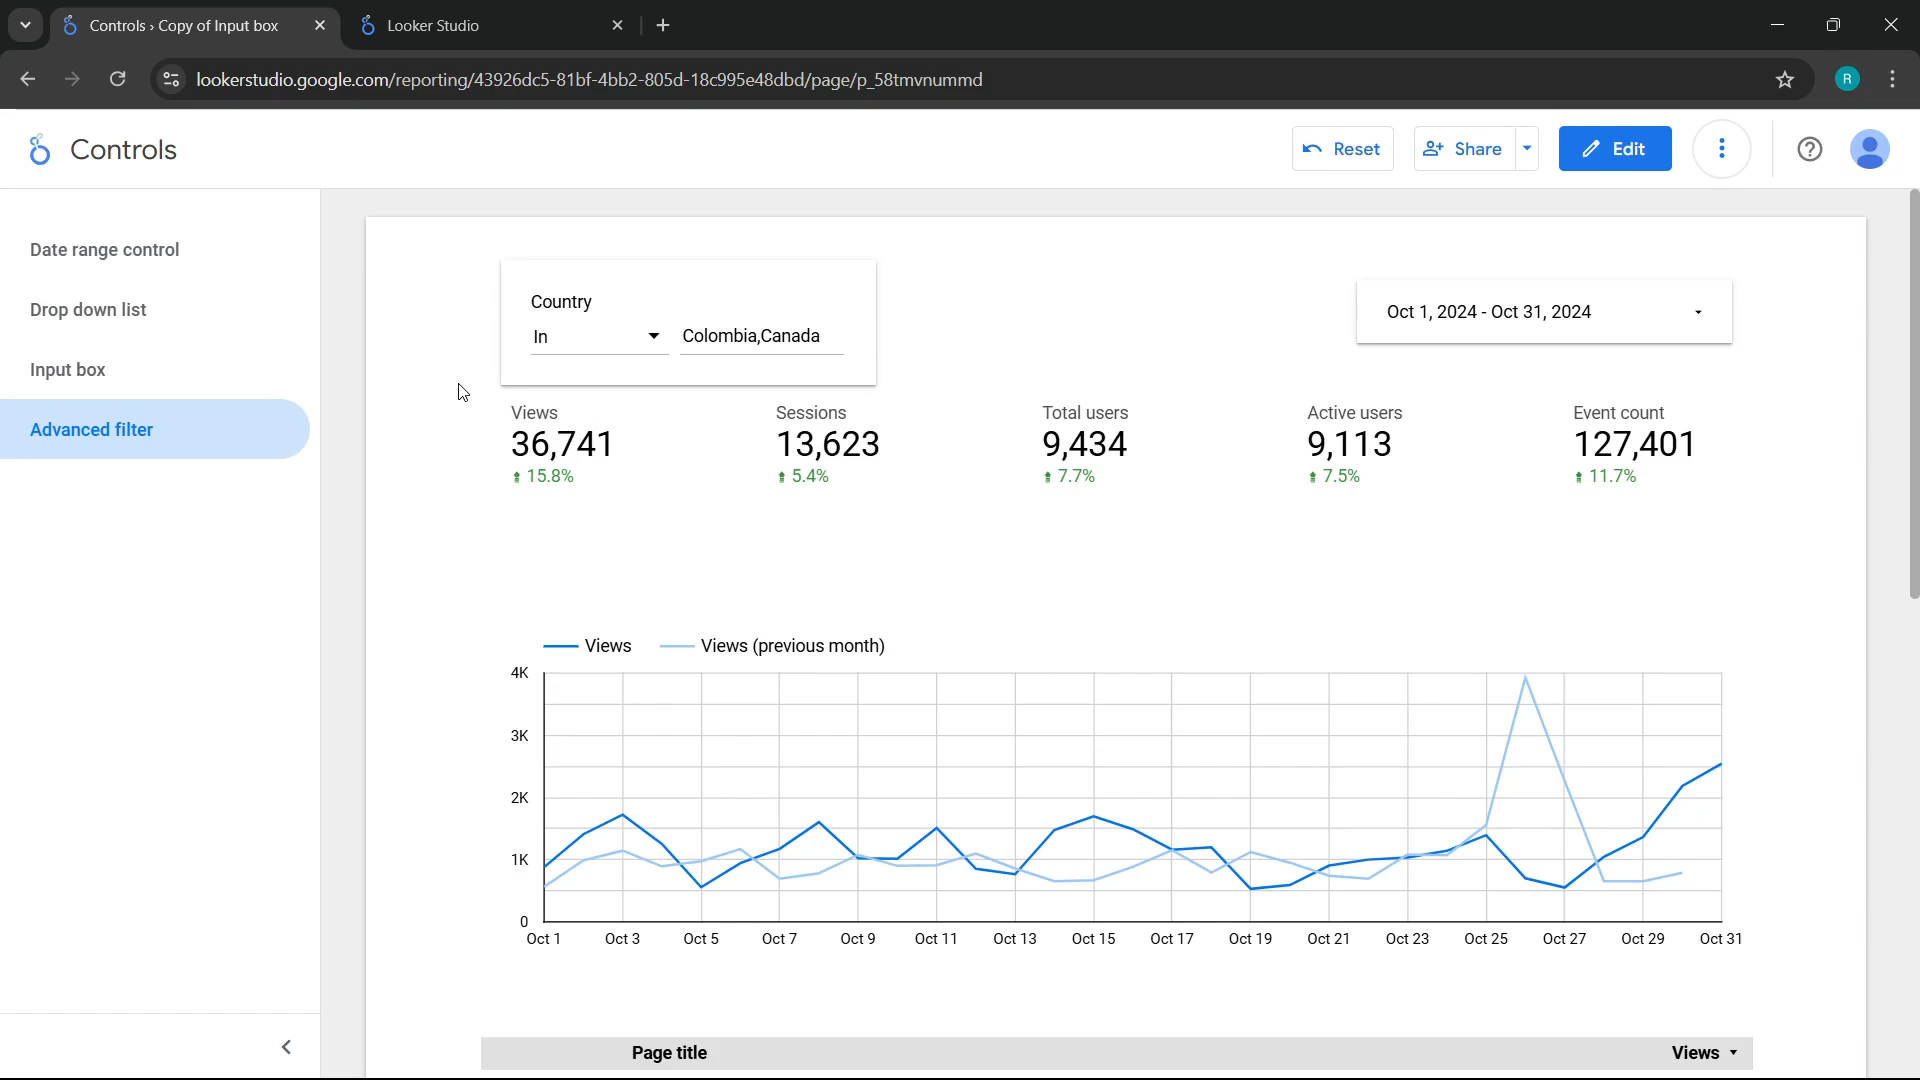 Controls › Copy of Input box
Looker Studio
lookerstudio.google.com/reporting/43926dc5-81bf-4bb2-805d-18c995e48dbd/page/p_58tmvnummd
R
Controls
Reset
Share
Edit
Date range control
Drop down list
Input box
Advanced filter
Country
In
Colombia,Canada
Oct 1, 2024 - Oct 31, 2024
Views
36,741
15.8%
Sessions
13,623
5.4%
Total users
9,434
7.7%
Active users
9,113
7.5%
Event count
127,401
11.7%
Views
Views (previous month)
4K
3K
2K
1K
0
Oct 1 Oct 3 Oct 5 Oct 7 Oct 9 Oct 11 Oct 13 Oct 15 Oct 17 Oct 19 Oct 21 Oct 23 Oct 25 Oct 27 Oct 29 Oct 31
Page title Views